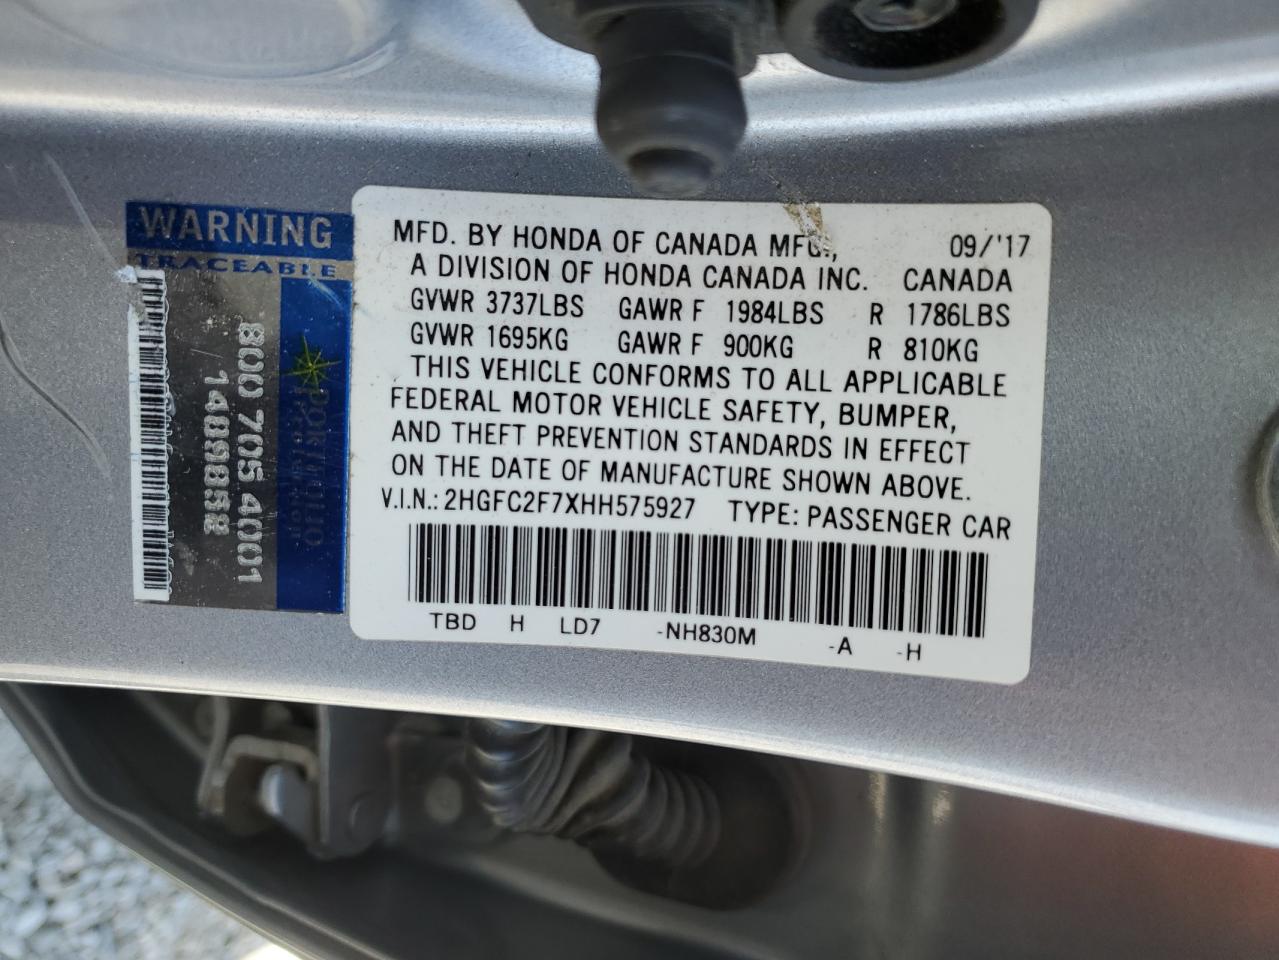 WARNING
TRACEABLE
800 705 4001
MFD. BY HONDA OF CANADA MFG., 09/'17
A DIVISION OF HONDA CANADA INC. CANADA
GVWR 3737LBS GAWR F 1984LBS R 1786LBS
GVWR 1695KG GAWR F 900KG R 810KG
THIS VEHICLE CONFORMS TO ALL APPLICABLE
FEDERAL MOTOR VEHICLE SAFETY, BUMPER,
AND THEFT PREVENTION STANDARDS IN EFFECT
ON THE DATE OF MANUFACTURE SHOWN ABOVE.
V.I.N.: 2HGFC2F7XHH575927 TYPE: PASSENGER CAR
TBD H LD7 -NH830M -A -H